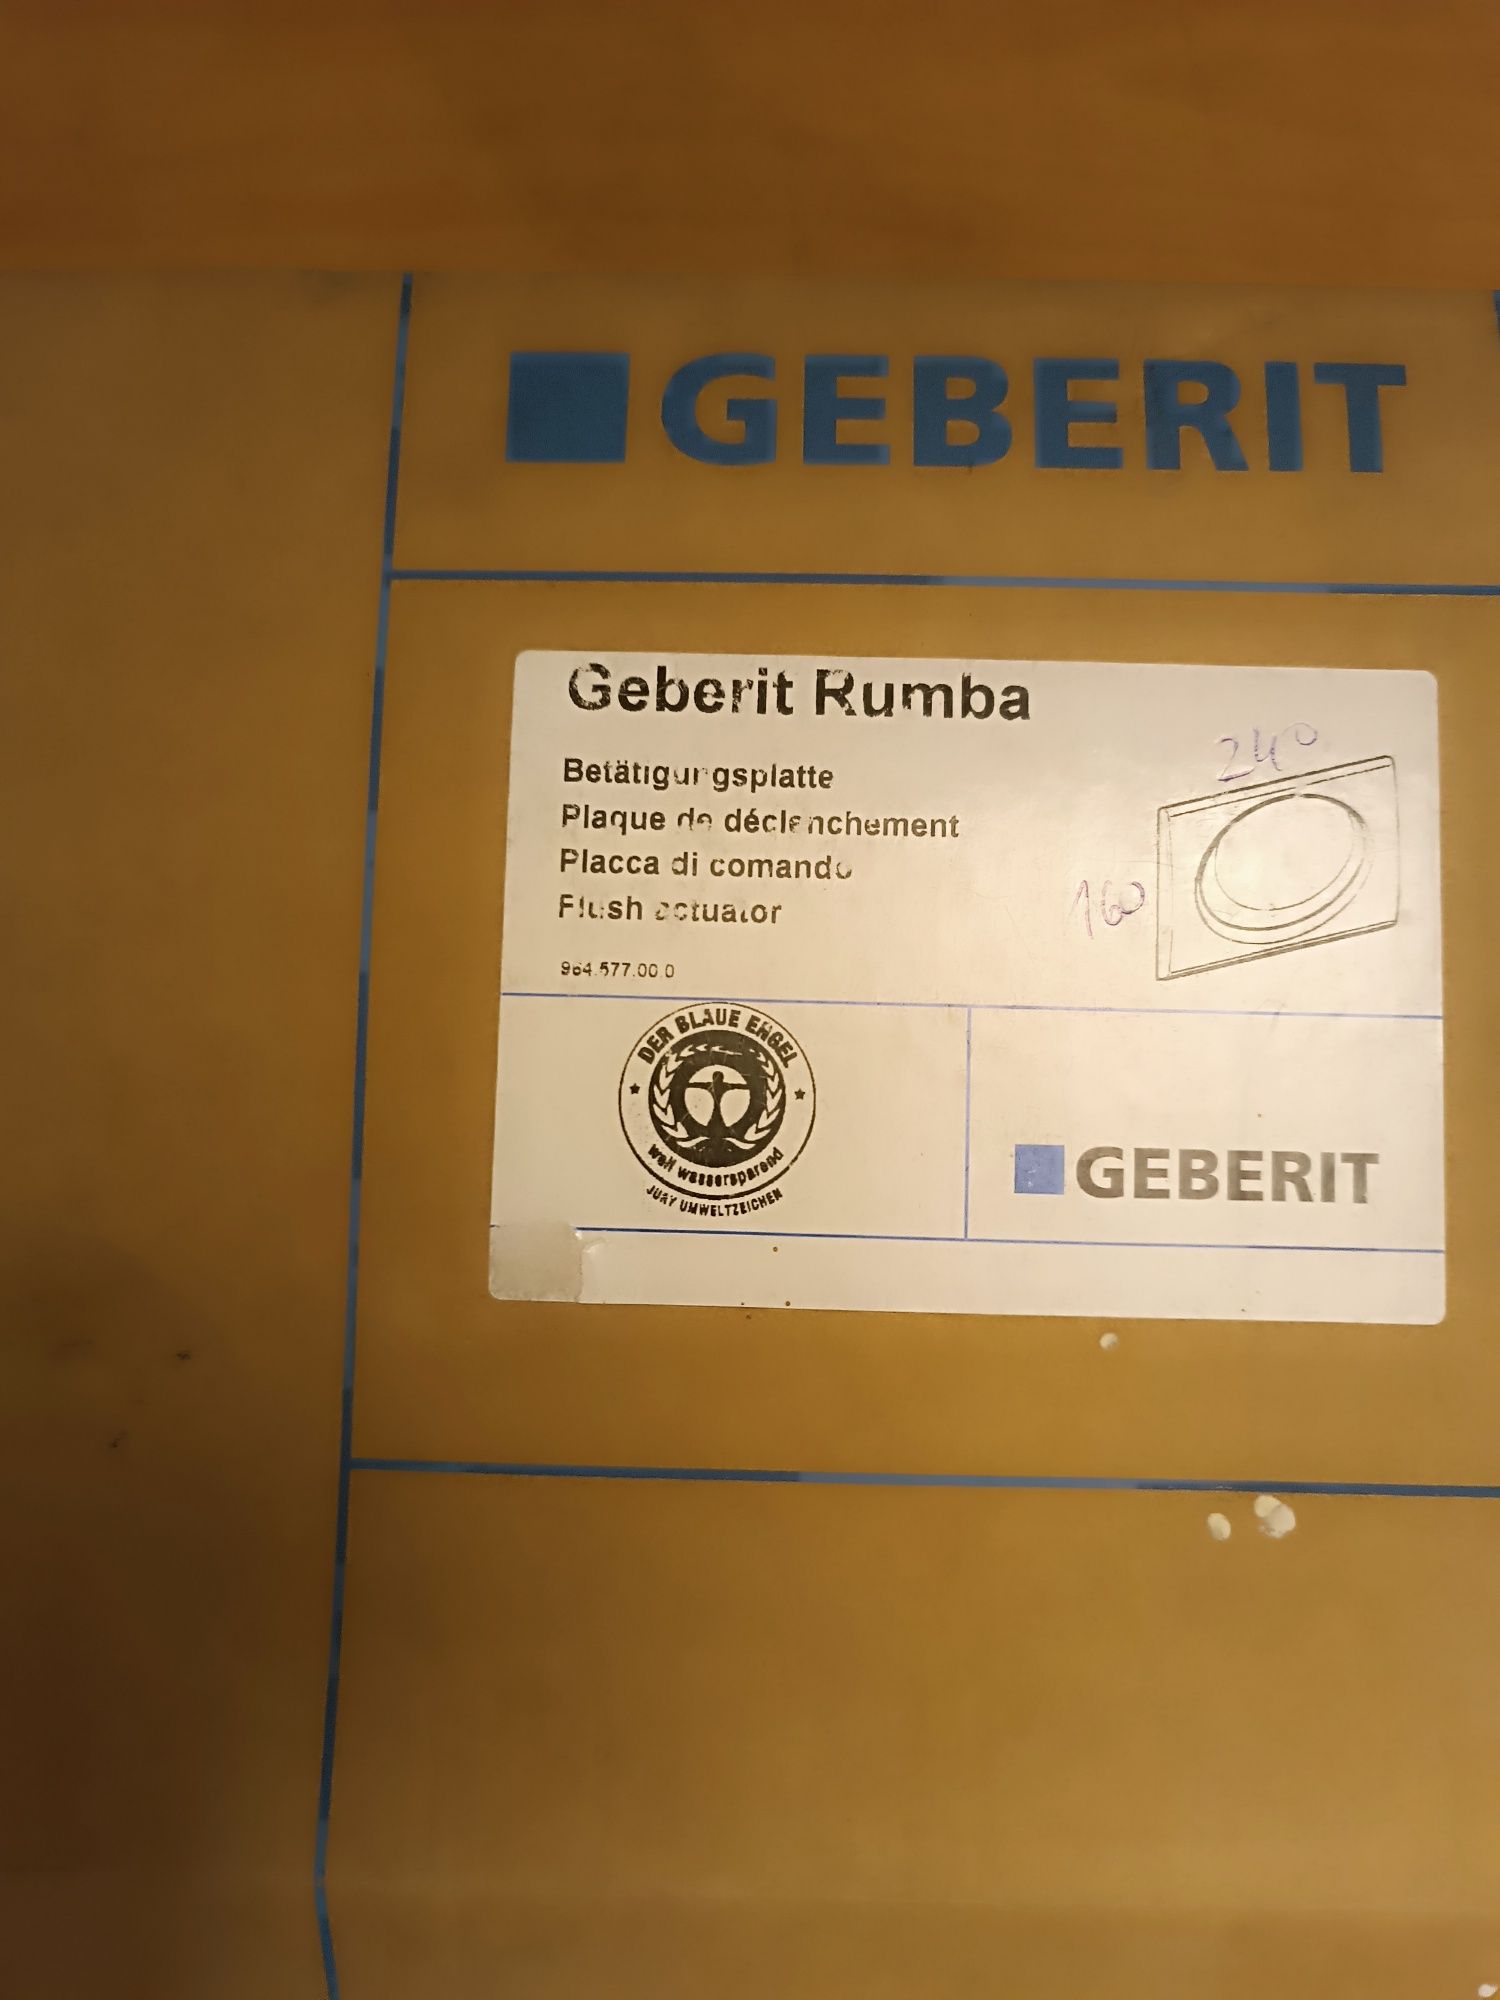 GEBERIT
Geberit Rumba
Betätigungsplatte
Plaque de déclenchement
Placca di comando
Flush actuator
964.577.00.0
240
160
DER BLAUE ENGEL
weil wassersparend
JURY UMWELTZEICHEN
GEBERIT